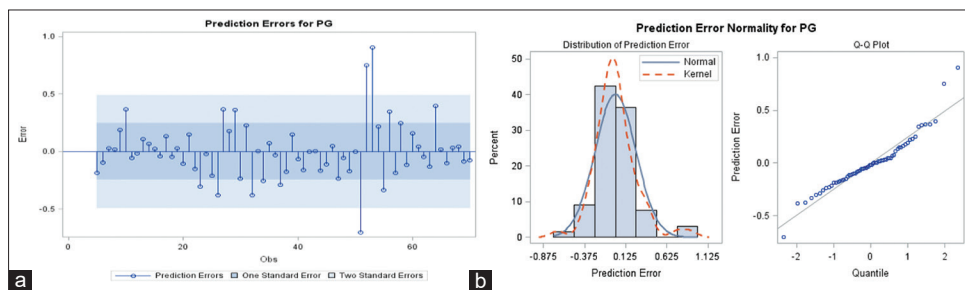 Prediction Errors for PG
1.0
0.5
0.0
-0.5
Error
0
20
40
60
Obs
Prediction Errors
One Standard Error
Two Standard Errors
a
Prediction Error Normality for PG
Distribution of Prediction Error
Normal
Kernel
50
40
30
20
10
0
Percent
-0.875
-0.375
0.125
0.625
1.125
Prediction Error
b
Q-Q Plot
1.0
0.5
0.0
-0.5
Prediction Error
-2
-1
0
1
2
Quantile